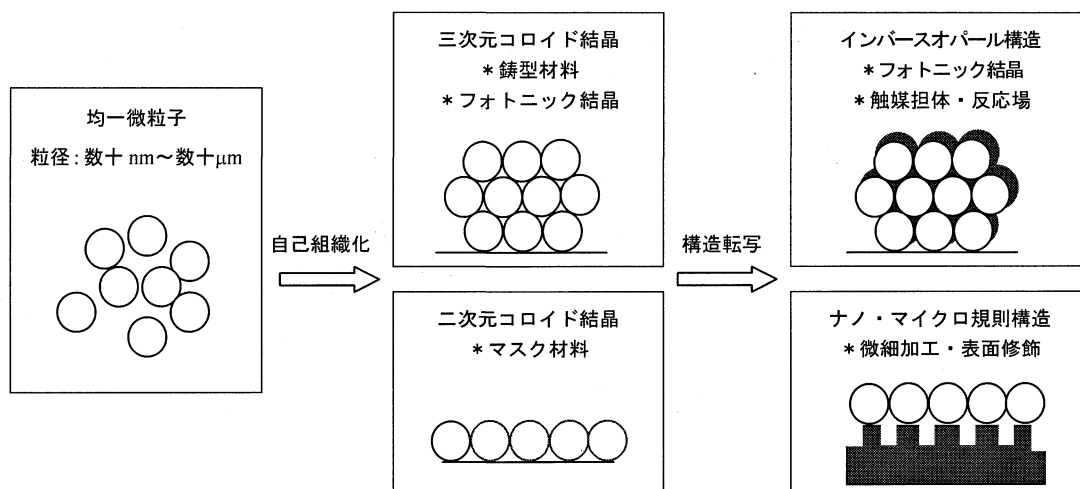 均一微粒子
粒径：数十 nm～数十μm
自己組織化
三次元コロイド結晶
＊鋳型材料
＊フォトニック結晶
二次元コロイド結晶
＊マスク材料
構造転写
インバースオパール構造
＊フォトニック結晶
＊触媒担体・反応場
ナノ・マイクロ規則構造
＊微細加工・表面修飾